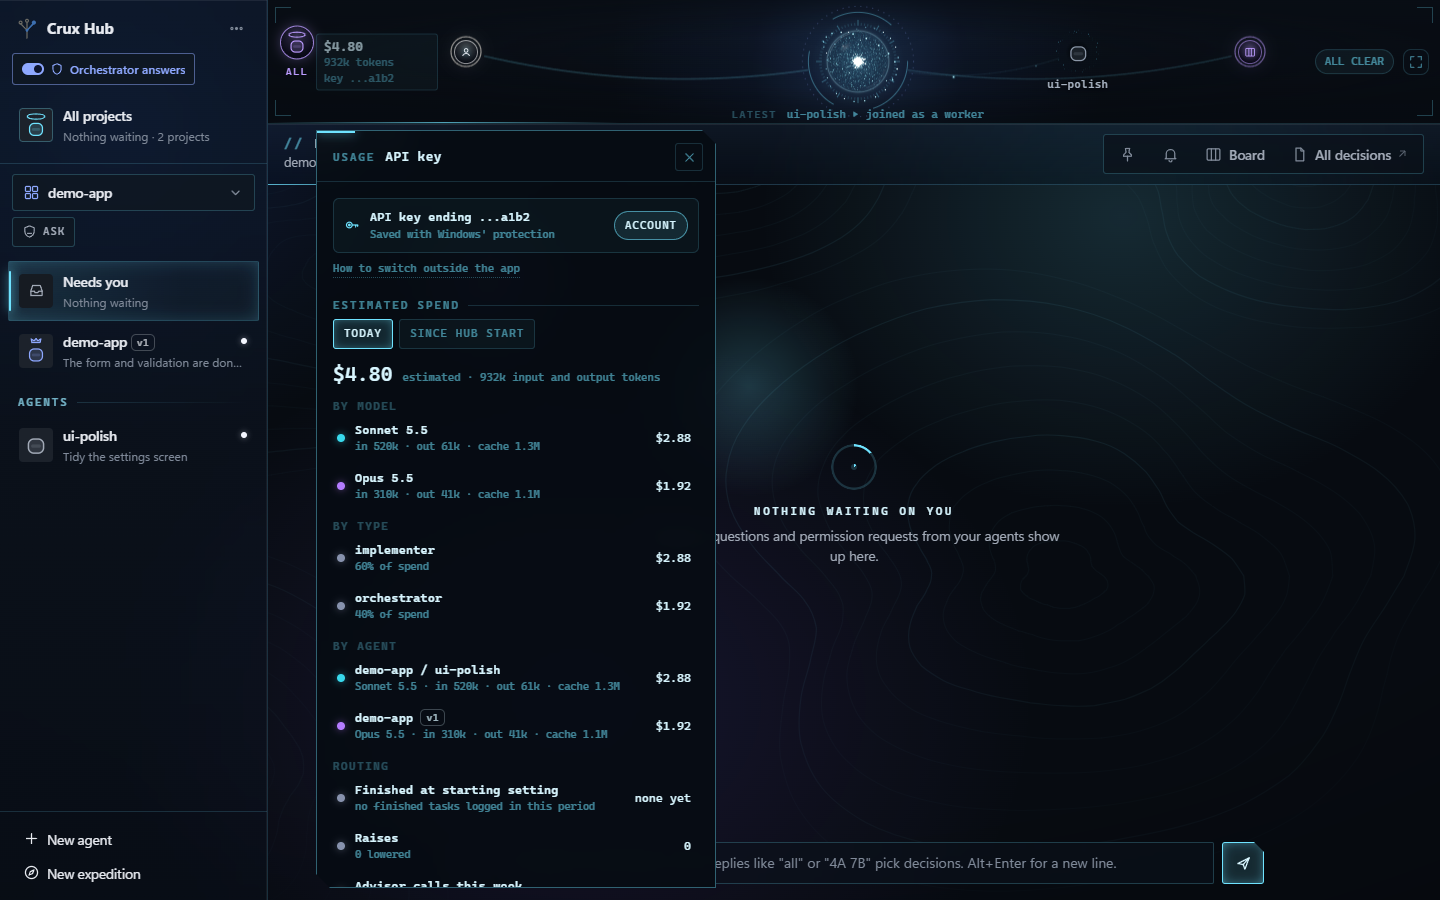 Crux Hub
Orchestrator answers
All projects
Nothing waiting · 2 projects
demo-app
ASK
Needs you
Nothing waiting
demo-app v1
The form and validation are don...
AGENTS
ui-polish
Tidy the settings screen
New agent
New expedition
ALL
$4.80
932k tokens
key ...a1b2
ui-polish
LATEST ui-polish ▸ joined as a worker
ALL CLEAR
//
demo
Board
All decisions ↗
USAGE API key
API key ending ...a1b2
Saved with Windows' protection
ACCOUNT
How to switch outside the app
ESTIMATED SPEND
TODAY
SINCE HUB START
$4.80 estimated · 932k input and output tokens
BY MODEL
Sonnet 5.5
in 520k · out 61k · cache 1.3M
$2.88
Opus 5.5
in 310k · out 41k · cache 1.1M
$1.92
BY TYPE
implementer
60% of spend
$2.88
orchestrator
40% of spend
$1.92
BY AGENT
demo-app / ui-polish
Sonnet 5.5 · in 520k · out 61k · cache 1.3M
$2.88
demo-app v1
Opus 5.5 · in 310k · out 41k · cache 1.1M
$1.92
ROUTING
Finished at starting setting
no finished tasks logged in this period
none yet
Raises
0 lowered
0
Advisor calls this week
NOTHING WAITING ON YOU
questions and permission requests from your agents show
up here.
replies like "all" or "4A 7B" pick decisions. Alt+Enter for a new line.